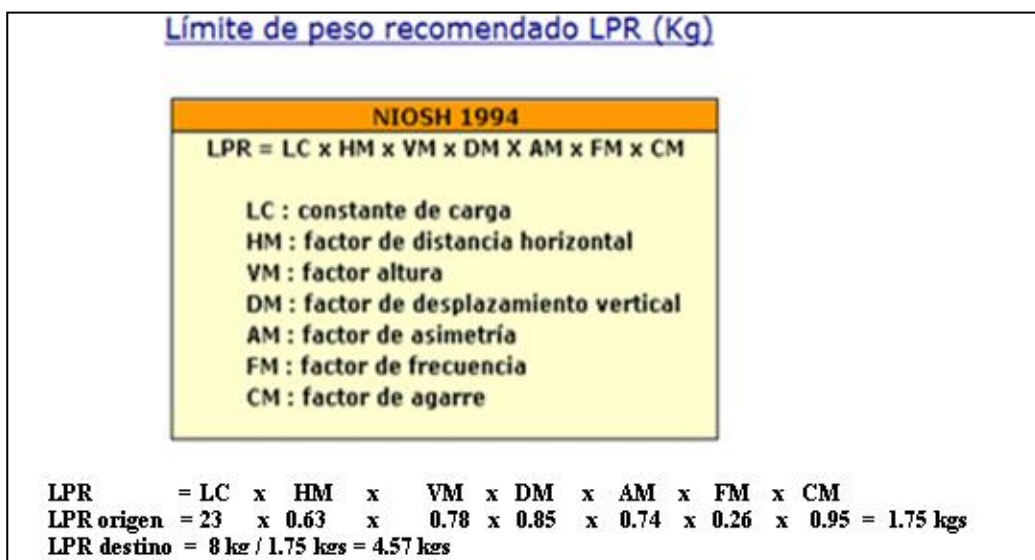 Límite de peso recomendado LPR (Kg)
NIOSH 1994
LPR = LC x HM x VM x DM X AM x FM x CM
LC : constante de carga
HM : factor de distancia horizontal
VM : factor altura
DM : factor de desplazamiento vertical
AM : factor de asimetría
FM : factor de frecuencia
CM : factor de agarre
LPR = LC x HM x VM x DM x AM x FM x CM
LPR origen = 23 x 0.63 x 0.78 x 0.85 x 0.74 x 0.26 x 0.95 = 1.75 kgs
LPR destino = 8 kg / 1.75 kgs = 4.57 kgs